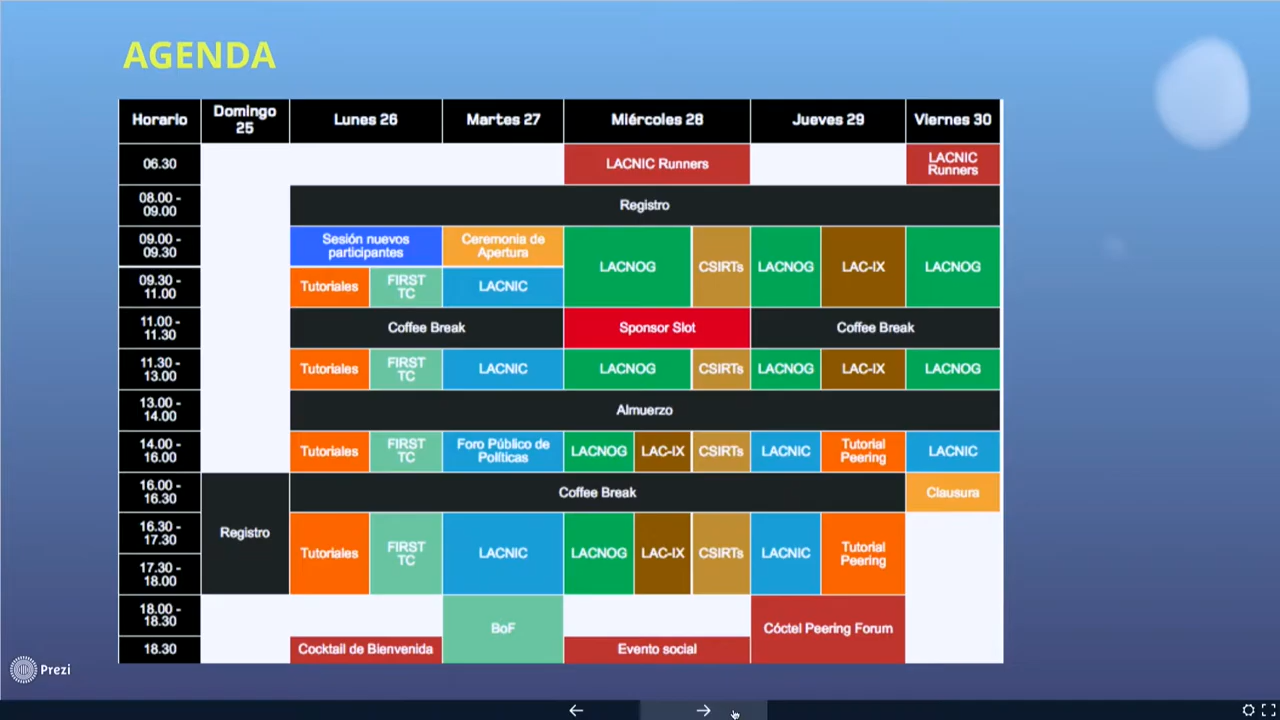 AGENDA
Horario
Domingo
25
Lunes 26
Martes 27
Miércoles 28
Jueves 29
Viernes 30
06.30
LACNIC Runners
LACNIC
Runners
08.00 -
09.00
Registro
09.00 -
09.30
Sesión nuevos
participantes
Ceremonia de
Apertura
LACNOG
CSIRTs
LACNOG
LAC-IX
LACNOG
09.30 -
11.00
Tutoriales
FIRST
TC
LACNIC
11.00 -
11.30
Coffee Break
Sponsor Slot
Coffee Break
11.30 -
13.00
Tutoriales
FIRST
TC
LACNIC
LACNOG
CSIRTs
LACNOG
LAC-IX
LACNOG
13.00 -
14.00
Almuerzo
14.00 -
16.00
Tutoriales
FIRST
TC
Foro Público de
Políticas
LACNOG
LAC-IX
CSIRTs
LACNIC
Tutorial
Peering
LACNIC
16.00 -
16.30
Registro
Coffee Break
Clausura
16.30 -
17.30
Tutoriales
FIRST
TC
LACNIC
LACNOG
LAC-IX
CSIRTs
LACNIC
Tutorial
Peering
17.30 -
18.00
18.00 -
18.30
BoF
Cóctel Peering Forum
18.30
Cocktail de Bienvenida
Evento social
Prezi